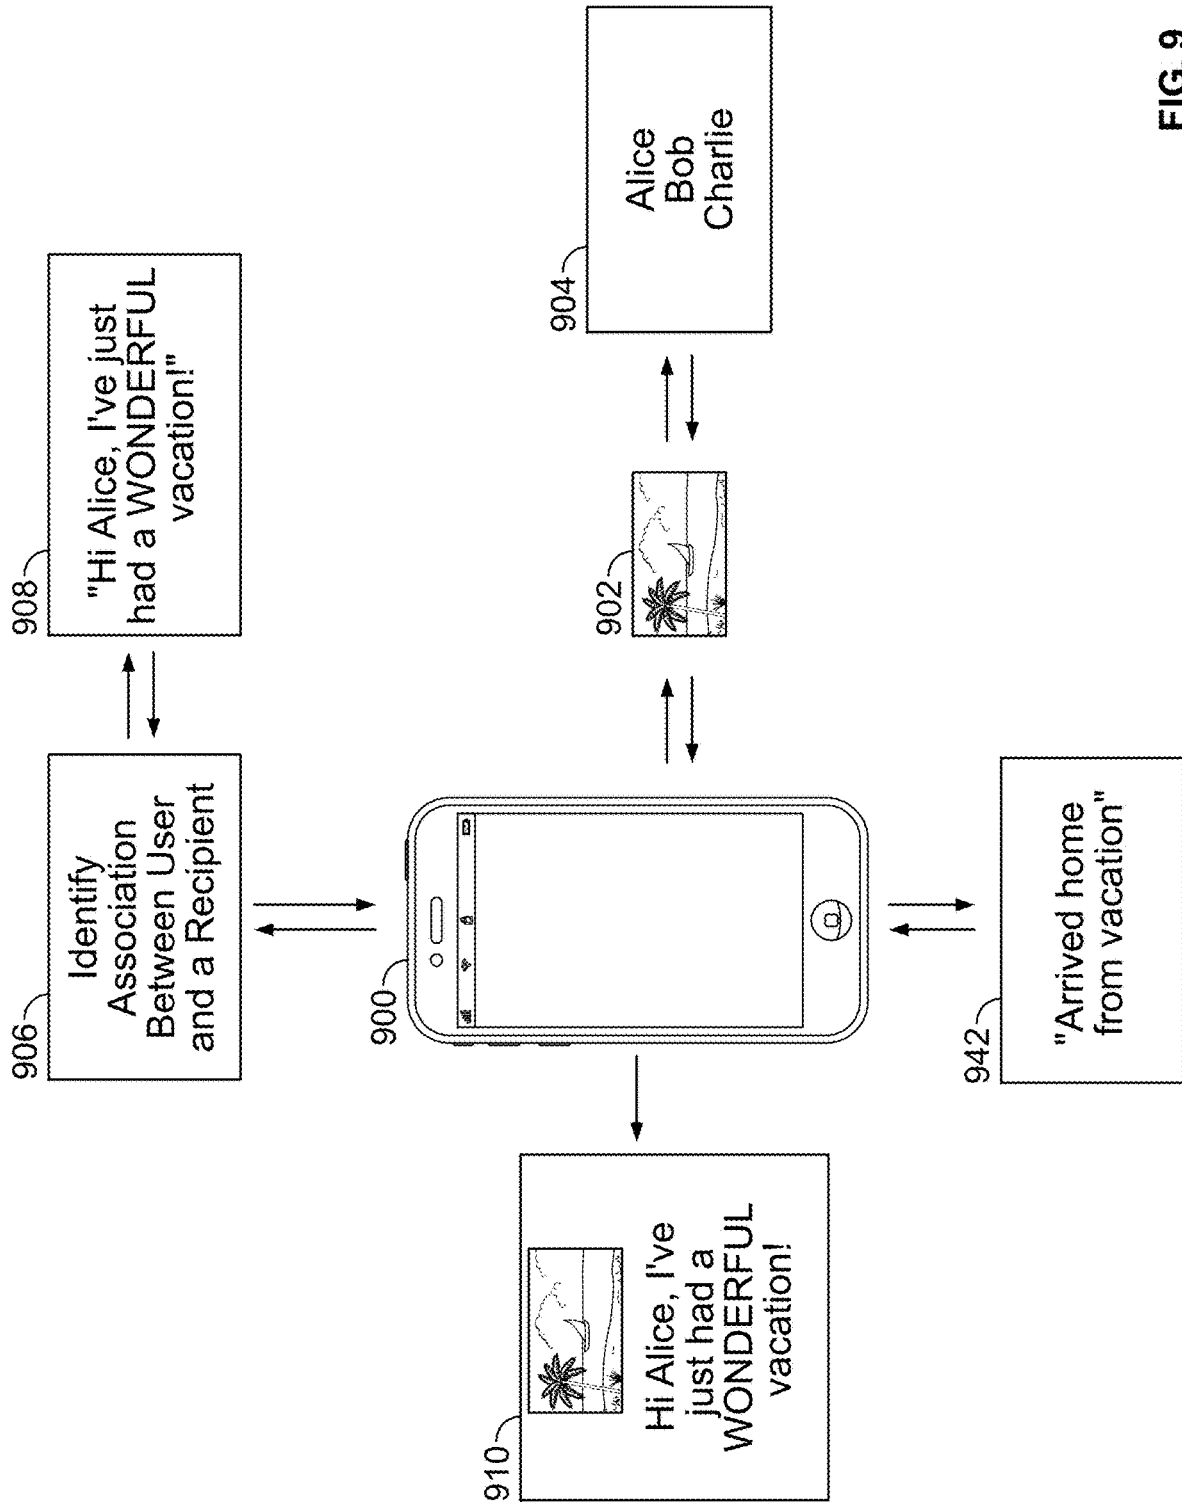 910
Hi Alice, I've
just had a
WONDERFUL
vacation!
906
Identify
Association
Between User
and a Recipient
908
"Hi Alice, I've just
had a WONDERFUL
vacation!"
900
902
904
Alice
Bob
Charlie
942
"Arrived home
from vacation"
FIG. 9